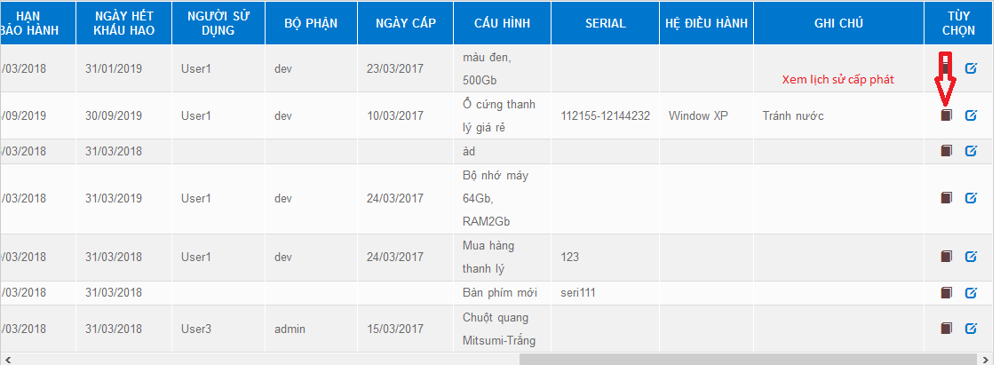 HẠN BẢO HÀNH NGÀY HẾT KHẤU HAO NGƯỜI SỬ DỤNG BỘ PHẬN NGÀY CẤP CẤU HÌNH SERIAL HỆ ĐIỀU HÀNH GHI CHÚ TÙY CHỌN
/03/2018 31/01/2019 User1 dev 23/03/2017 màu đen, 500Gb
Xem lịch sử cấp phát
/09/2019 30/09/2019 User1 dev 10/03/2017 Ổ cứng thanh lý giá rẻ 112155-12144232 Window XP Tránh nước
/03/2018 31/03/2018 àd
/03/2018 31/03/2019 User1 dev 24/03/2017 Bộ nhớ máy 64Gb, RAM2Gb
/03/2018 31/03/2018 User1 dev 24/03/2017 Mua hàng thanh lý 123
/03/2018 31/03/2018 Bàn phím mới seri111
/03/2018 31/03/2018 User3 admin 15/03/2017 Chuột quang Mitsumi-Trắng